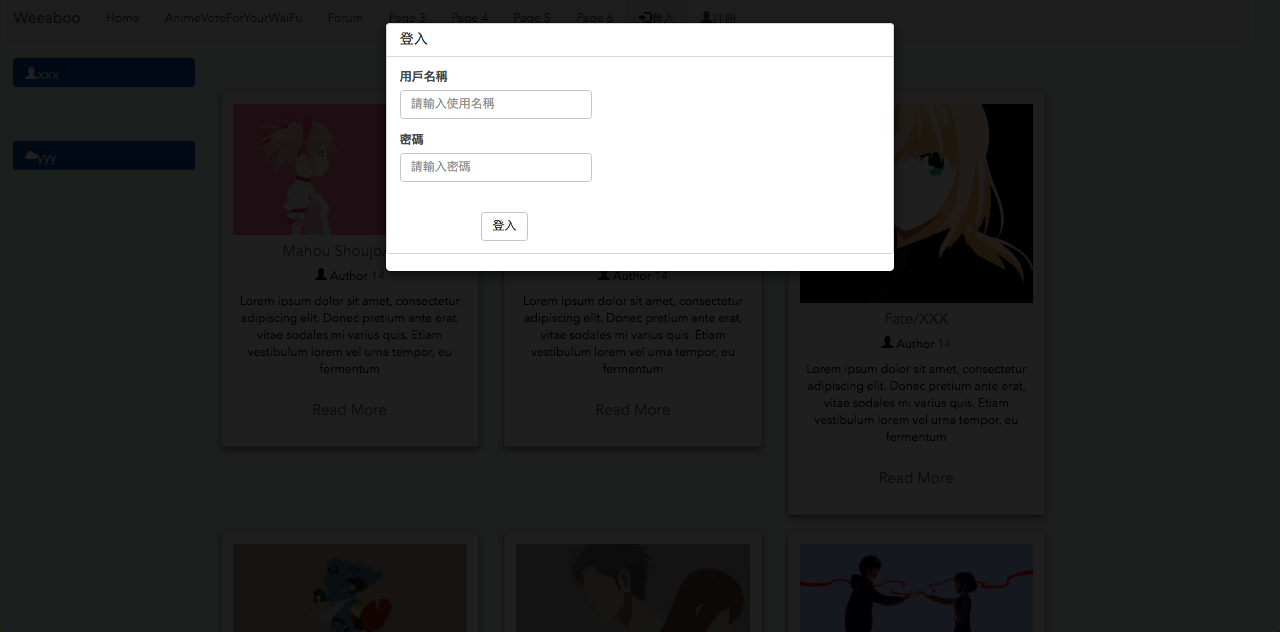 Weeaboo Home AnimeVoteForYourWaiFu Forum Page 3 Page 4 Page 5 Page 6 登入 註冊
登入
用戶名稱
請輸入使用名稱
密碼
請輸入密碼
登入
xxx
yyy
Mahou Shoujo
Author 14
Lorem ipsum dolor sit amet, consectetur
adipiscing elit. Donec pretium ante erat,
vitae sodales mi varius quis. Etiam
vestibulum lorem vel urna tempor, eu
fermentum
Read More
Author 14
Lorem ipsum dolor sit amet, consectetur
adipiscing elit. Donec pretium ante erat,
vitae sodales mi varius quis. Etiam
vestibulum lorem vel urna tempor, eu
fermentum
Read More
Fate/XXX
Author 14
Lorem ipsum dolor sit amet, consectetur
adipiscing elit. Donec pretium ante erat,
vitae sodales mi varius quis. Etiam
vestibulum lorem vel urna tempor, eu
fermentum
Read More